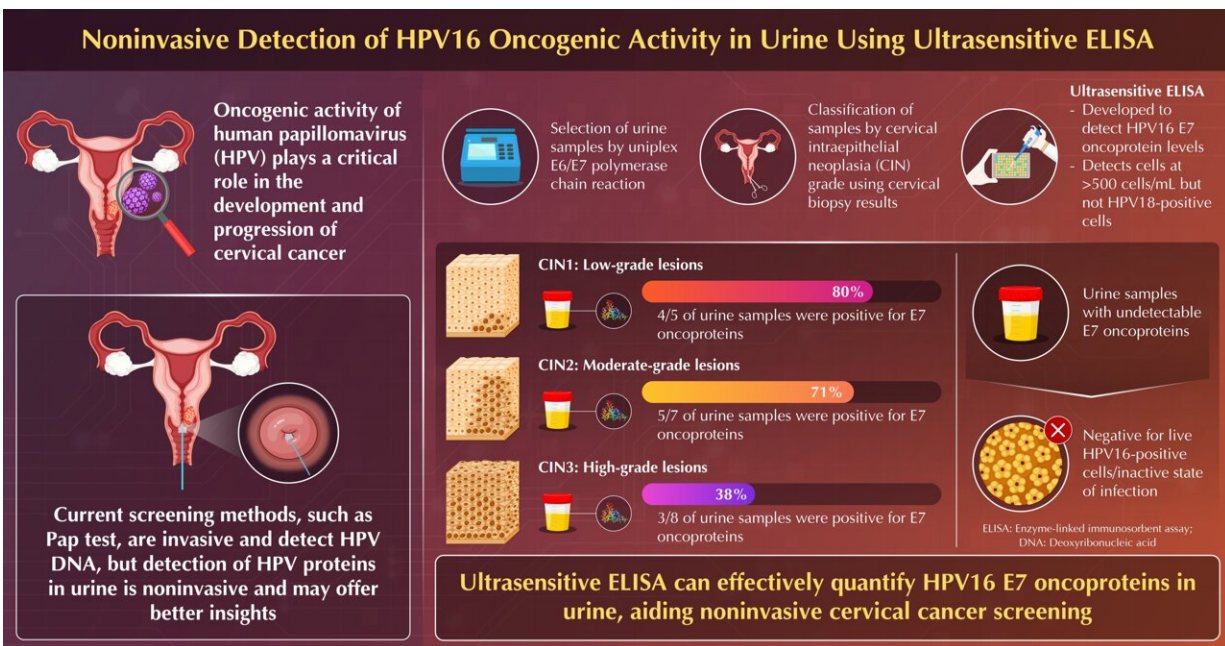 Noninvasive Detection of HPV16 Oncogenic Activity in Urine Using Ultrasensitive ELISA
Oncogenic activity of
human papillomavirus
(HPV) plays a critical
role in the
development and
progression of
cervical cancer
Current screening methods, such as
Pap test, are invasive and detect HPV
DNA, but detection of HPV proteins
in urine is noninvasive and may offer
better insights
Selection of urine
samples by uniplex
E6/E7 polymerase
chain reaction
Classification of
samples by cervical
intraepithelial
neoplasia (CIN)
grade using cervical
biopsy results
Ultrasensitive ELISA
- Developed to
detect HPV16 E7
oncoprotein levels
- Detects cells at
>500 cells/mL but
not HPV18-positive
cells
CIN1: Low-grade lesions
80%
4/5 of urine samples were positive for E7
oncoproteins
CIN2: Moderate-grade lesions
71%
5/7 of urine samples were positive for E7
oncoproteins
CIN3: High-grade lesions
38%
3/8 of urine samples were positive for E7
oncoproteins
Urine samples
with undetectable
E7 oncoproteins
Negative for live
HPV16-positive
cells/inactive state
of infection
ELISA: Enzyme-linked immunosorbent assay;
DNA: Deoxyribonucleic acid
Ultrasensitive ELISA can effectively quantify HPV16 E7 oncoproteins in
urine, aiding noninvasive cervical cancer screening